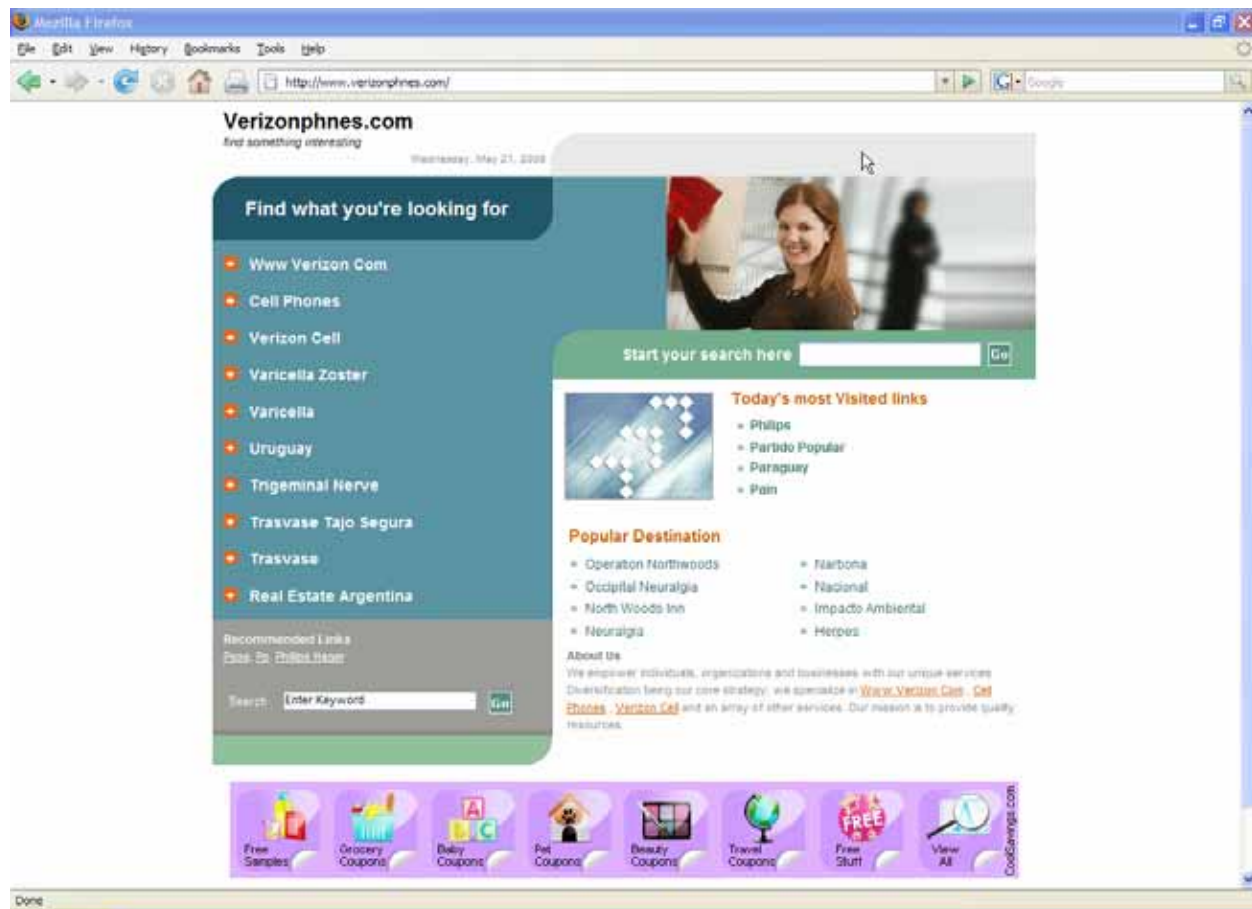 Mozilla Firefox
File Edit View History Bookmarks Tools Help
http://www.verizonphnes.com/
Google
Verizonphnes.com
find something interesting
Wednesday, May 21, 2008
Find what you're looking for
Www Verizon Com
Cell Phones
Verizon Cell
Varicella Zoster
Varicella
Uruguay
Trigeminal Nerve
Trasvase Tajo Segura
Trasvase
Real Estate Argentina
Recommended Links
Search Enter Keyword Go
Start your search here Go
Today's most Visited links
Philips
Partido Popular
Paraguay
Pain
Popular Destination
Operation Northwoods
Occipital Neuralgia
North Woods Inn
Neuralgia
Narbona
Nacional
Impacto Ambiental
Herpes
About Us
We empower individuals, organizations and businesses with our unique services
Diversification being our core strategy, we specialize in Www Verizon Com , Cell
Phones , Verizon Cell and an array of other services. Our mission is to provide quality
resources.
Free Samples
Grocery Coupons
Baby Coupons
Pet Coupons
Beauty Coupons
Travel Coupons
FREE
Free Stuff
View All
CoolSavings.com
Done